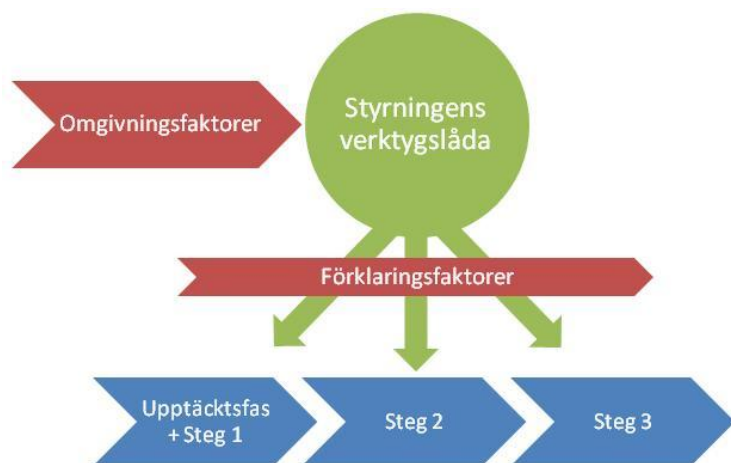 Styrningens
verktygslåda
Omgivningsfaktorer
Förklaringsfaktorer
Upptäcktsfas
+ Steg 1
Steg 2
Steg 3